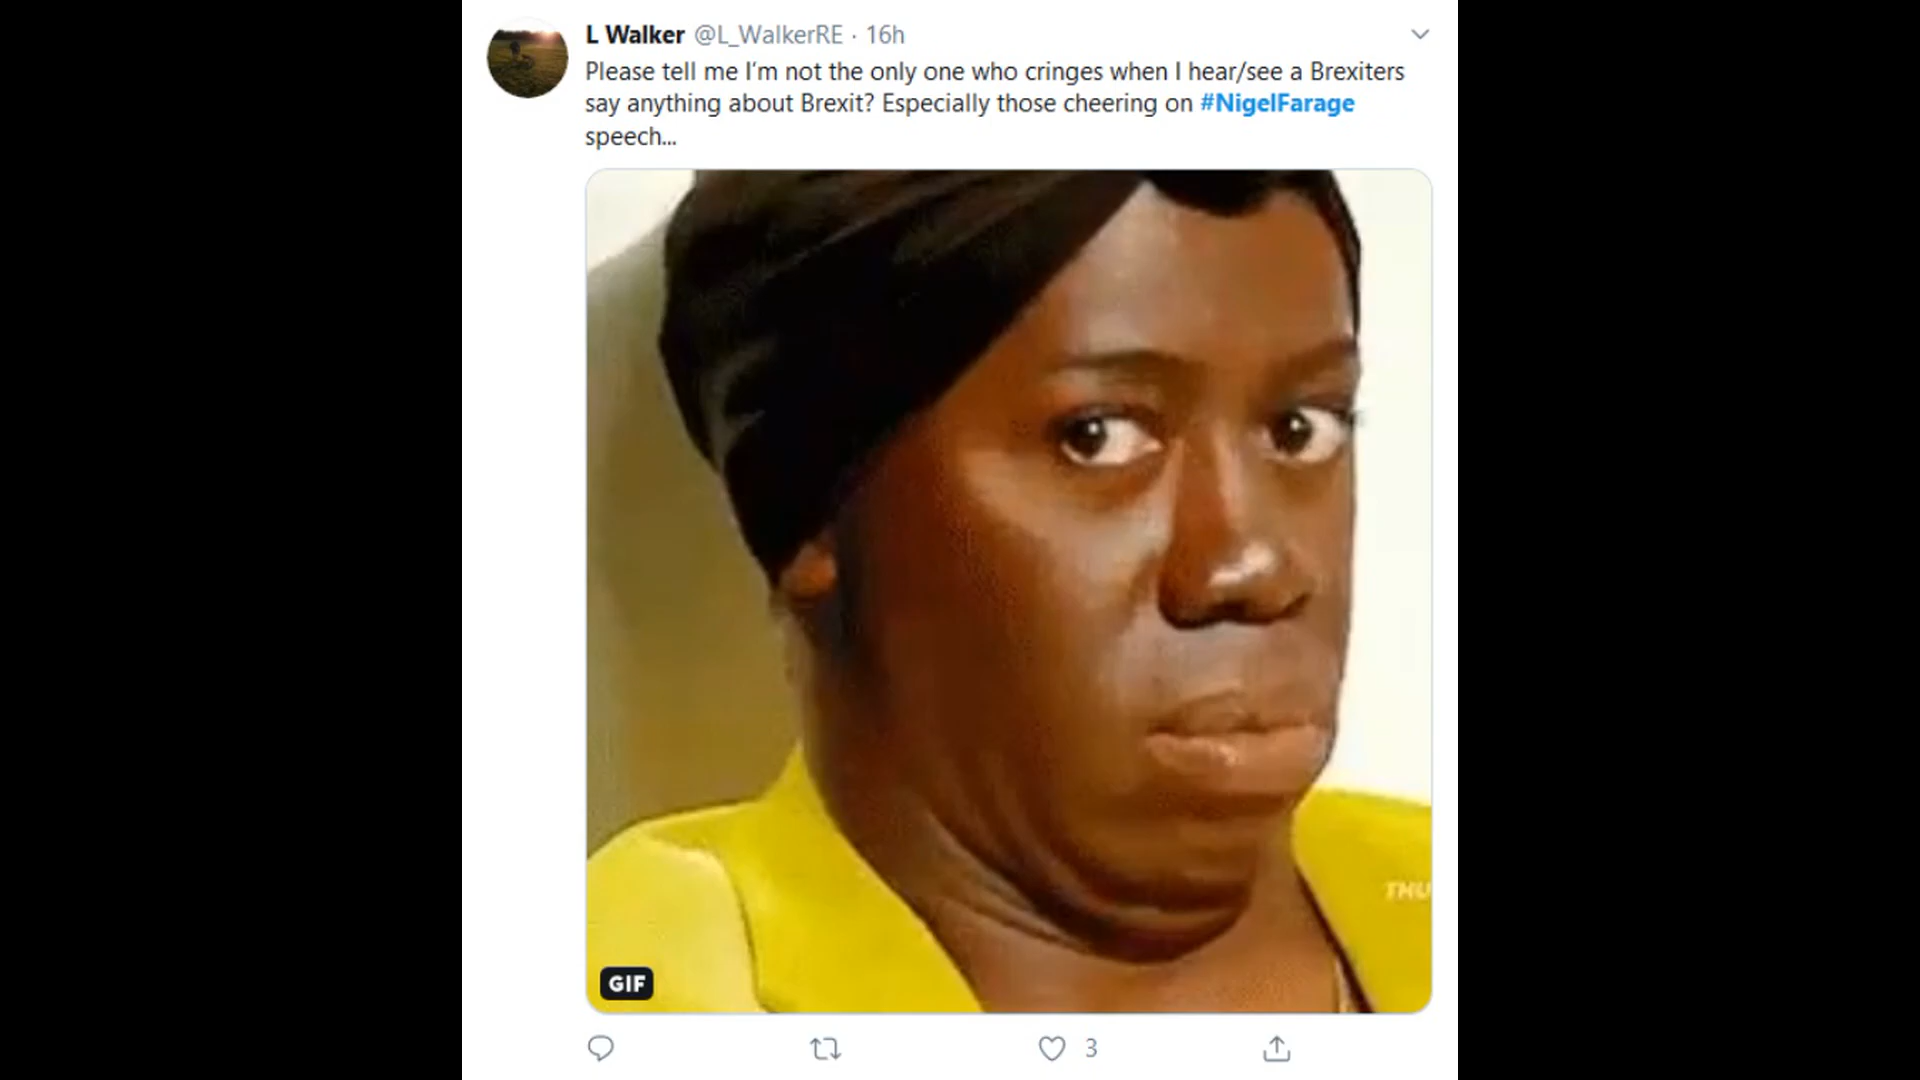 L Walker @L_WalkerRE · 16h
Please tell me I'm not the only one who cringes when I hear/see a Brexiters
say anything about Brexit? Especially those cheering on #NigelFarage
speech...
THU
GIF
3